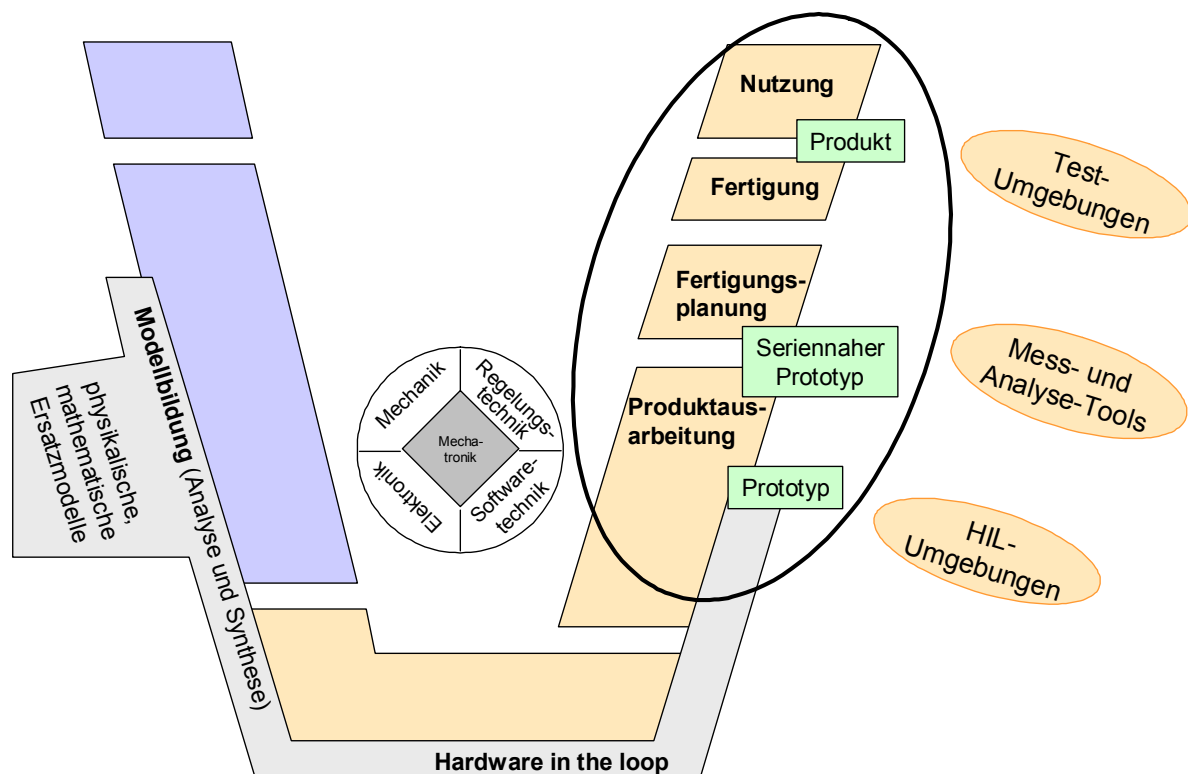 Nutzung
Produkt
Fertigung
Test-
Umgebungen
Fertigungs-
planung
Seriennaher
Prototyp
Mess- und
Analyse-Tools
Produktaus-
arbeitung
Prototyp
HIL-
Umgebungen
Mechanik
Regelungs-
technik
Mecha-
tronik
Elektronik
Software-
technik
Modellbildung (Analyse und Synthese)
physikalische,
mathematische
Ersatzmodelle
Hardware in the loop